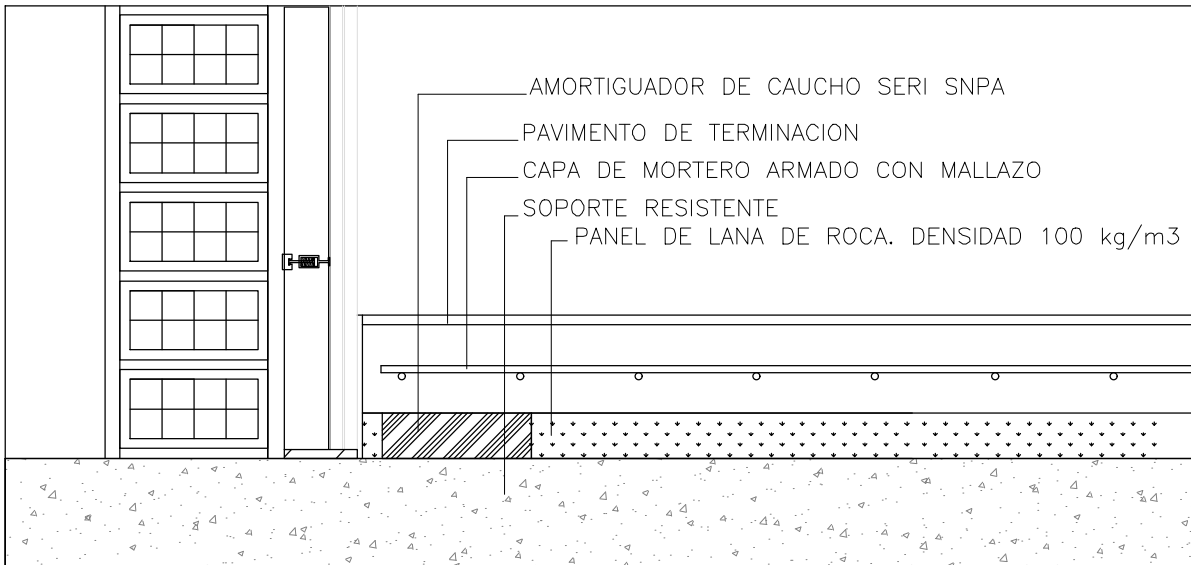 AMORTIGUADOR DE CAUCHO SERI SNPA
PAVIMENTO DE TERMINACION
CAPA DE MORTERO ARMADO CON MALLAZO
SOPORTE RESISTENTE
PANEL DE LANA DE ROCA. DENSIDAD 100 kg/m3